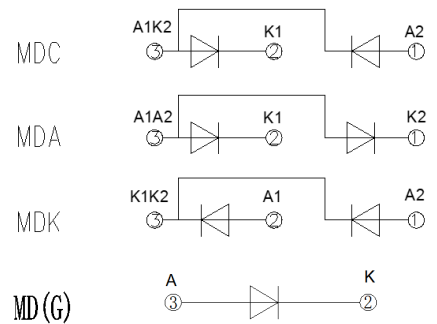 A1K2 K1 A2
MDC ③ ② ①
A1A2 K1 K2
MDA ③ ② ①
K1K2 A1 A2
MDK ③ ② ①
A K
MD(G) ③ ②